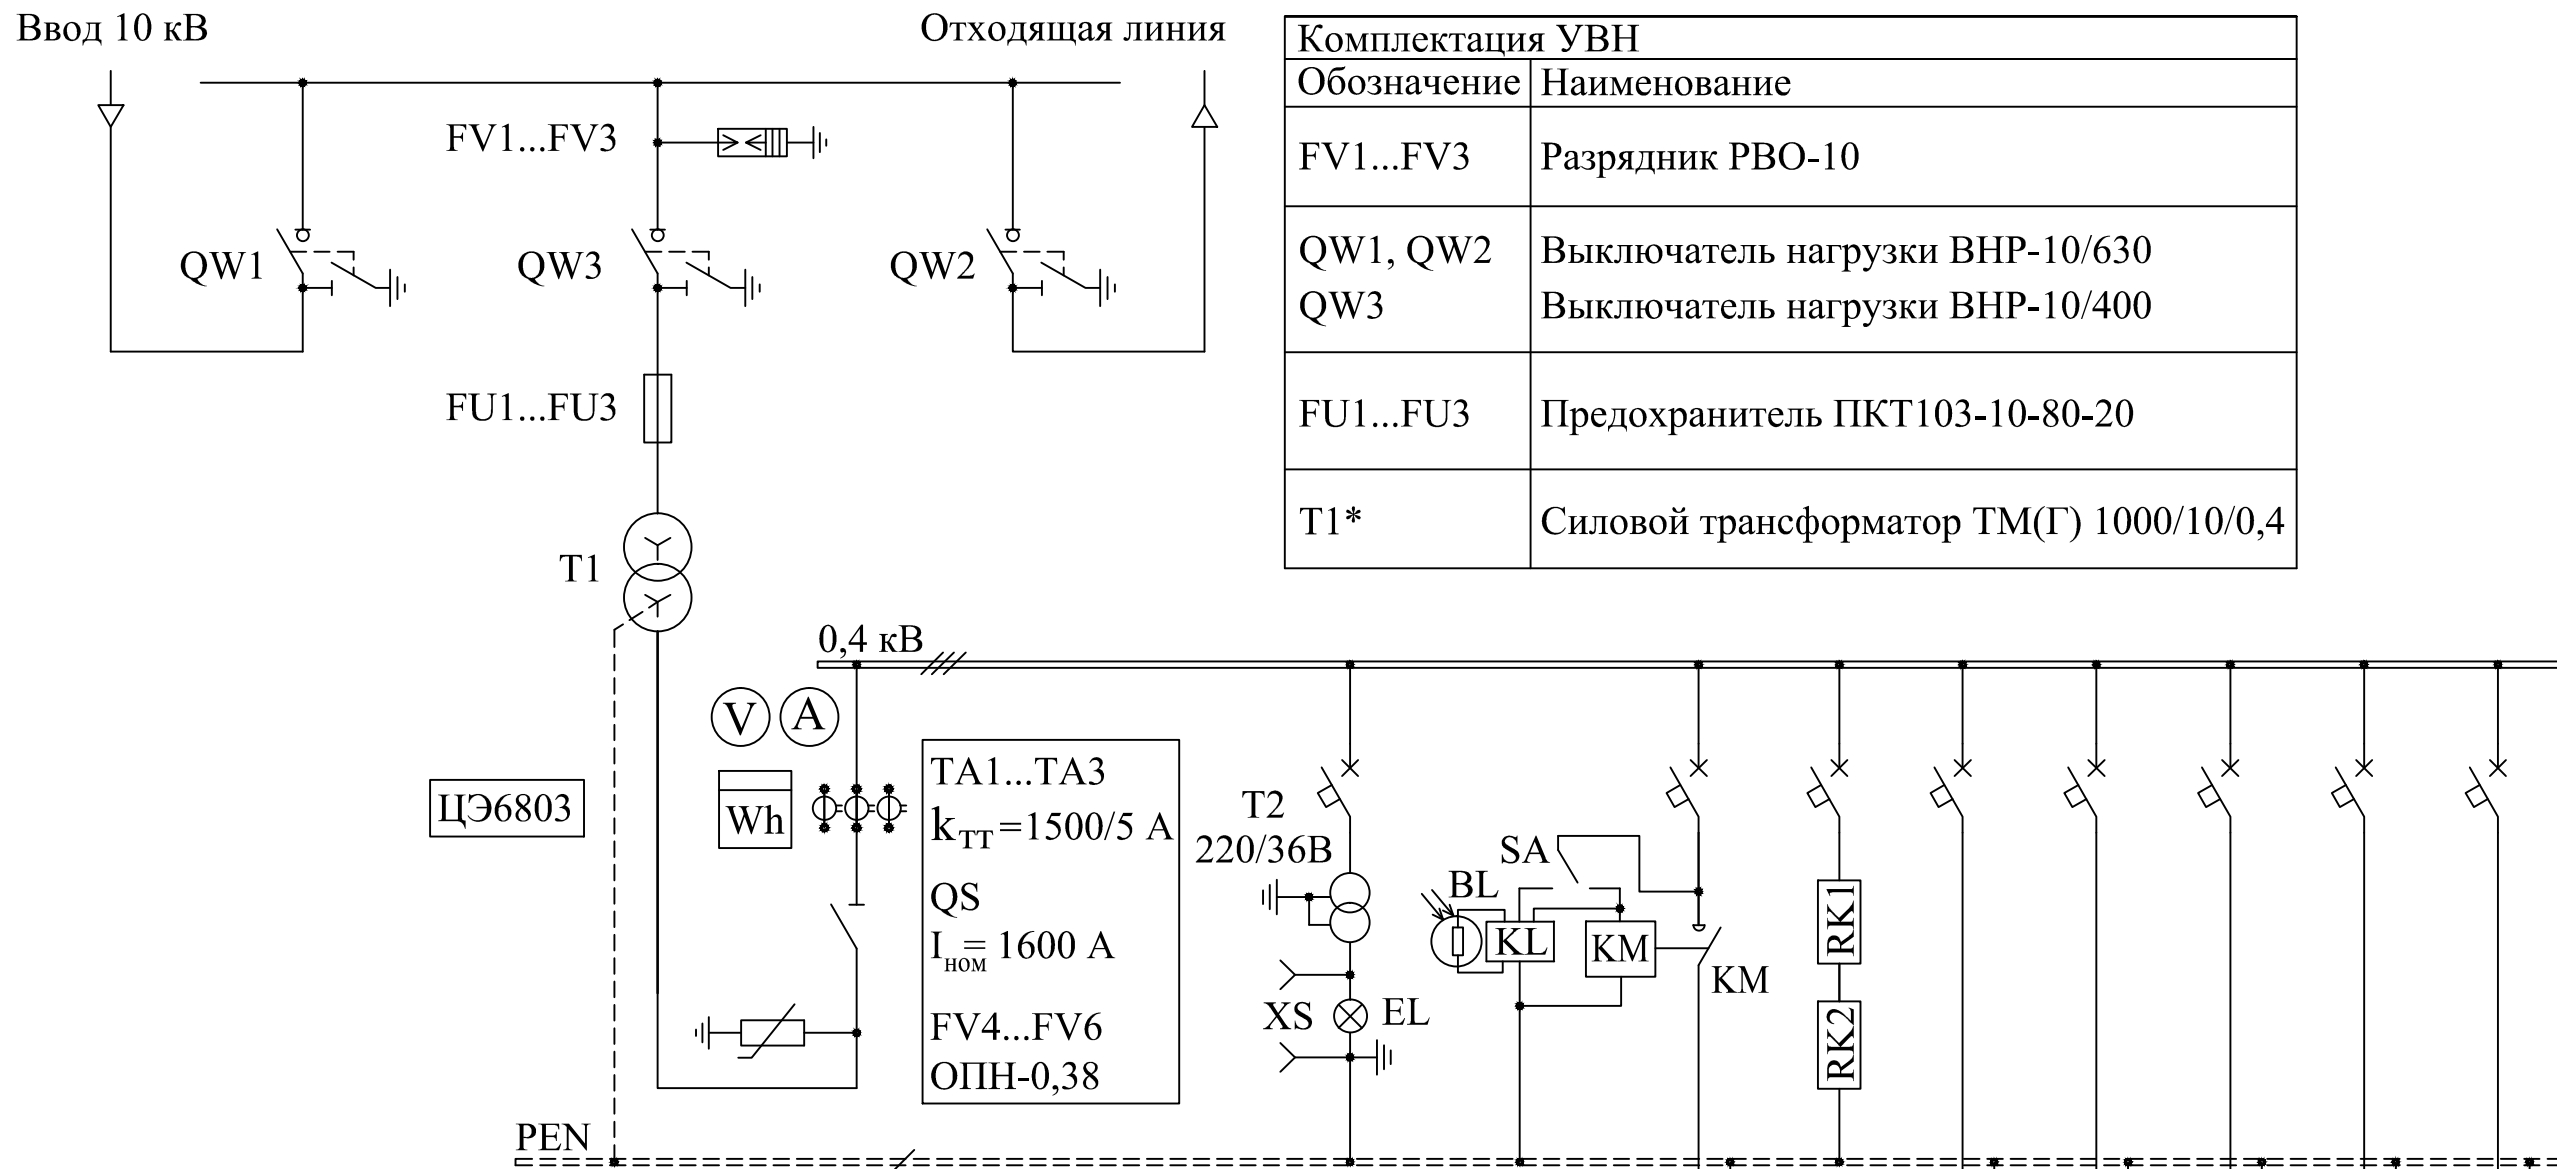 Ввод 10 кВ
Отходящая линия
Комплектация УВН
Обозначение Наименование
FV1...FV3 Разрядник РВО-10
QW1, QW2 Выключатель нагрузки ВНР-10/630
QW3 Выключатель нагрузки ВНР-10/400
FU1...FU3 Предохранитель ПКТ103-10-80-20
T1* Силовой трансформатор ТМ(Г) 1000/10/0,4
FV1...FV3
QW1
QW3
QW2
FU1...FU3
T1
0,4 кВ
V
A
ЦЭ6803
Wh
TA1...TA3
kТТ=1500/5 А
QS
Iном= 1600 А
FV4...FV6
ОПН-0,38
T2
220/36В
XS
EL
SA
BL
KL
KM
KM
RK1
RK2
PEN